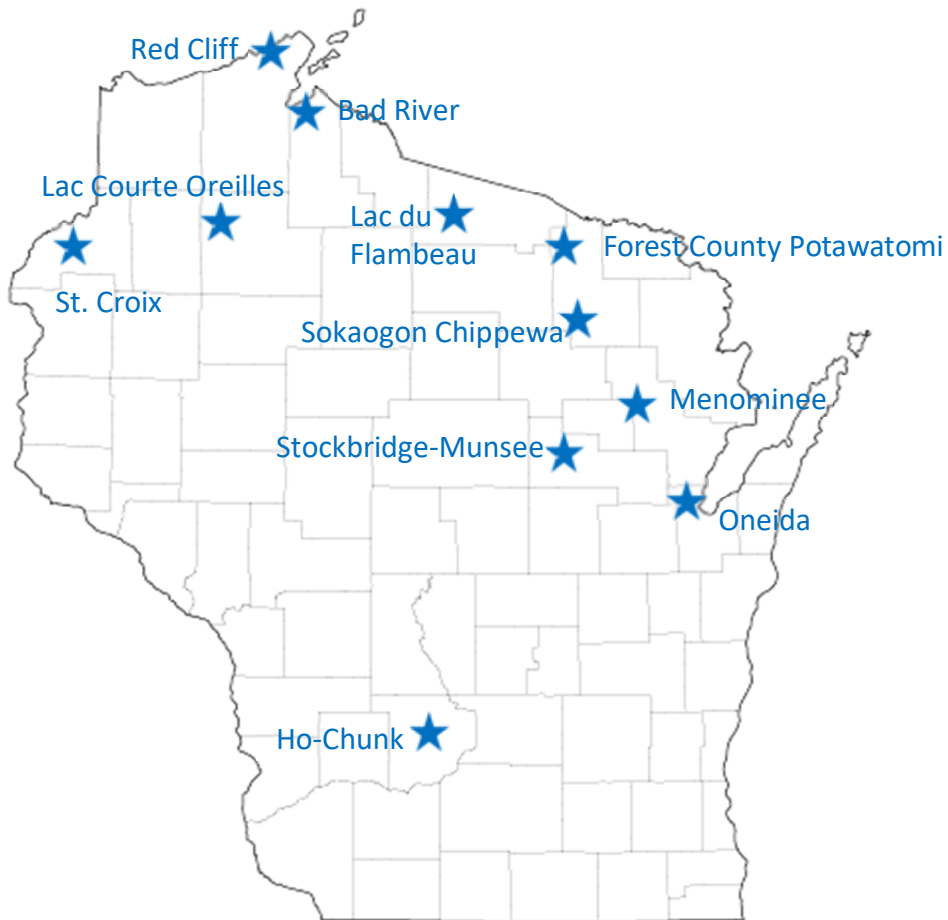 Red Cliff
Bad River
Lac Courte Oreilles
Lac du
Flambeau
Forest County Potawatomi
St. Croix
Sokaogon Chippewa
Menominee
Stockbridge-Munsee
Oneida
Ho-Chunk